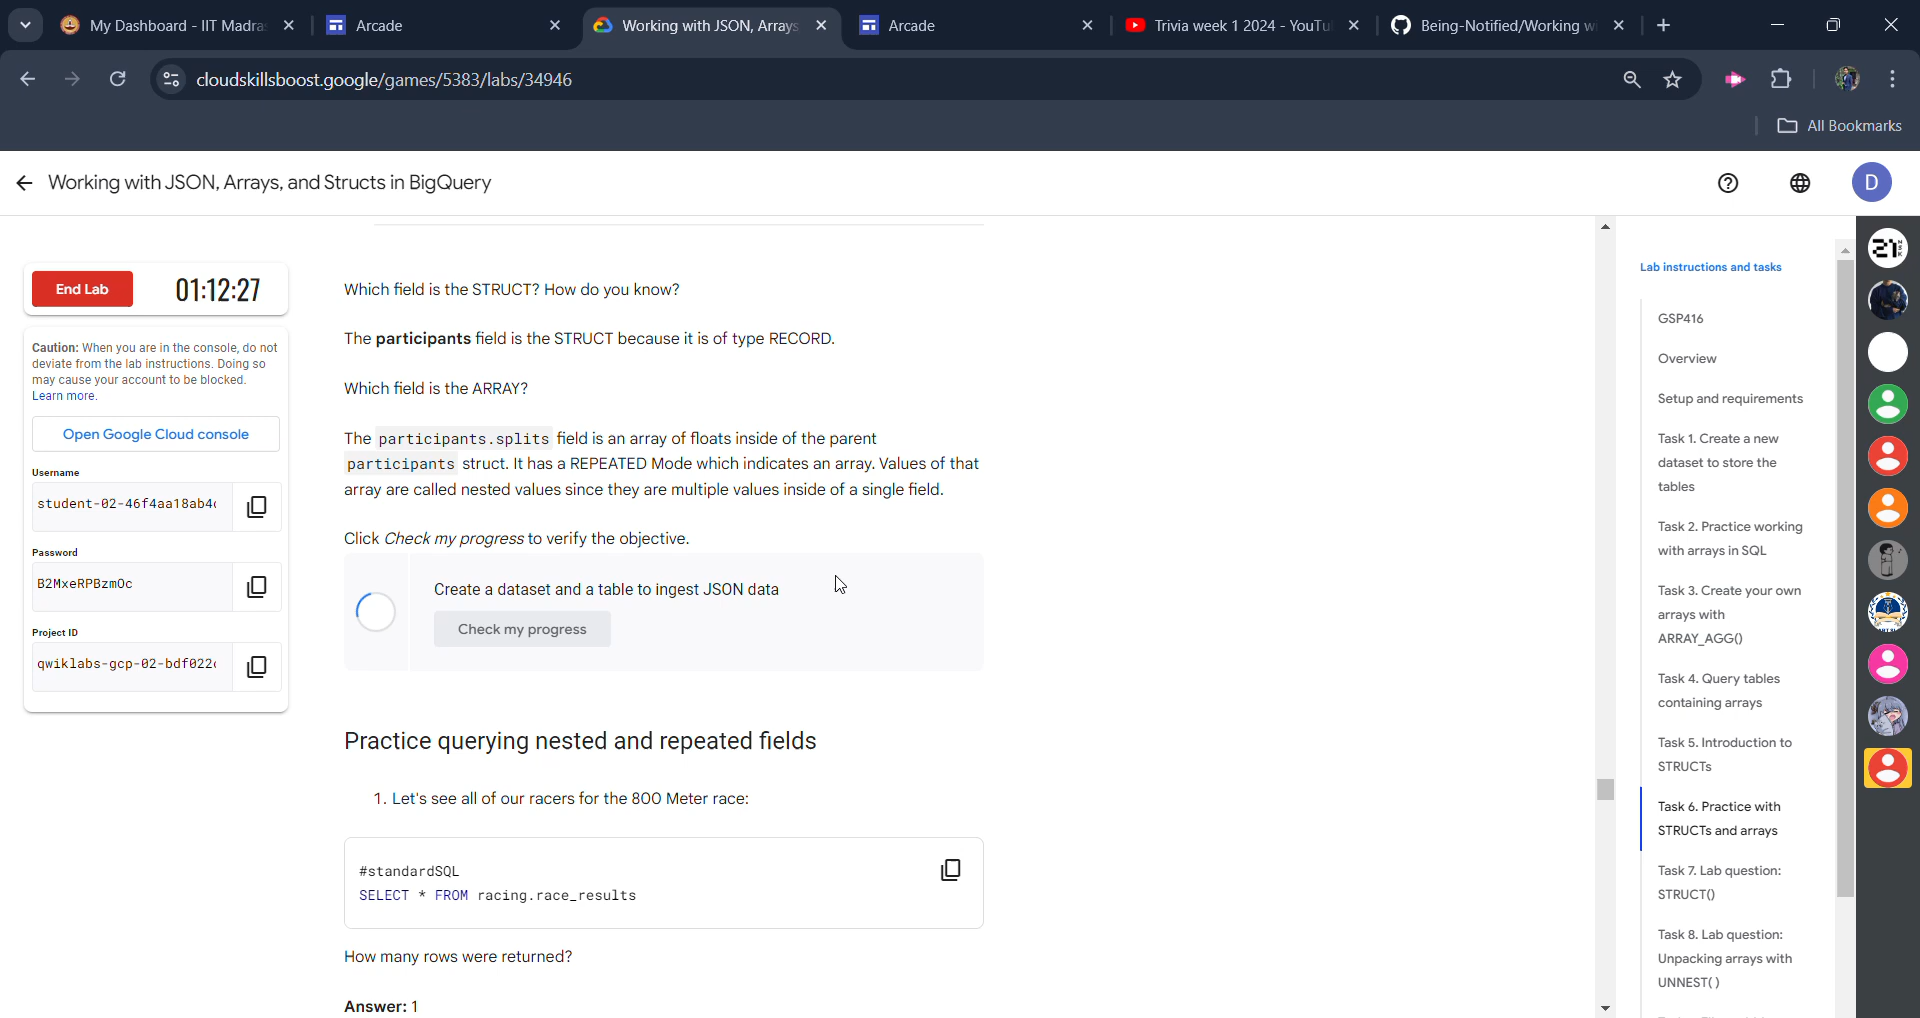 My Dashboard - IIT Madra
Arcade
Working with JSON, Arrays
Arcade
Trivia week 1 2024 - YouTu
Being-Notified/Working w
cloudskillsboost.google/games/5383/labs/34946
All Bookmarks
Working with JSON, Arrays, and Structs in BigQuery
D
End Lab
01:12:27
Caution: When you are in the console, do not
deviate from the lab instructions. Doing so
may cause your account to be blocked.
Learn more.
Open Google Cloud console
Username
student-02-46f4aa18ab4
Password
B2MxeRPBzmOc
Project ID
qwiklabs-gcp-02-bdf022
Which field is the STRUCT? How do you know?
The participants field is the STRUCT because it is of type RECORD.
Which field is the ARRAY?
The participants.splits field is an array of floats inside of the parent
participants struct. It has a REPEATED Mode which indicates an array. Values of that
array are called nested values since they are multiple values inside of a single field.
Click Check my progress to verify the objective.
Create a dataset and a table to ingest JSON data
Check my progress
Practice querying nested and repeated fields
1. Let's see all of our racers for the 800 Meter race:
#standardSQL
SELECT * FROM racing.race_results
How many rows were returned?
Answer: 1
Lab instructions and tasks
GSP416
Overview
Setup and requirements
Task 1. Create a new
dataset to store the
tables
Task 2. Practice working
with arrays in SQL
Task 3. Create your own
arrays with
ARRAY_AGG()
Task 4. Query tables
containing arrays
Task 5. Introduction to
STRUCTs
Task 6. Practice with
STRUCTs and arrays
Task 7. Lab question:
STRUCT()
Task 8. Lab question:
Unpacking arrays with
UNNEST( )